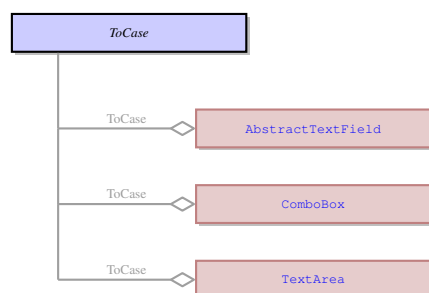 ToCase
ToCase
AbstractTextField
ToCase
ComboBox
ToCase
TextArea